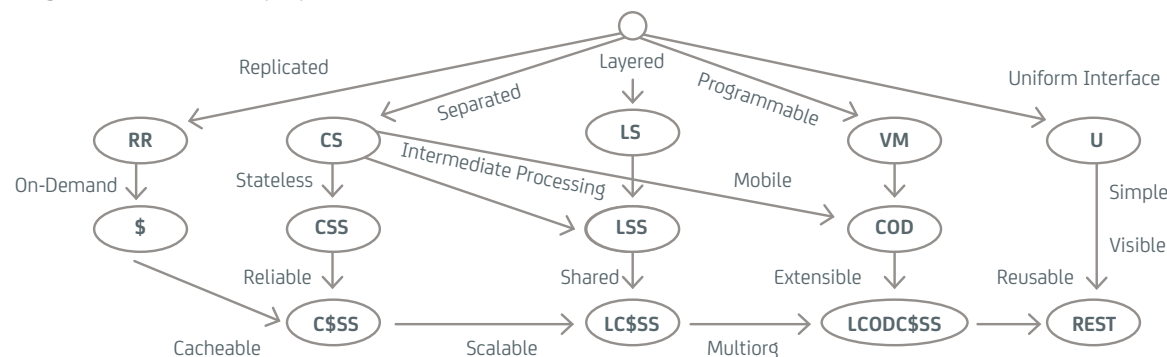 Layered
Replicated
Separated
Programmable
Uniform Interface
RR
CS
LS
VM
U
On-Demand
Stateless
Intermediate Processing
Mobile
Simple
$
CSS
LSS
COD
Visible
Reliable
Shared
Extensible
Reusable
C$SS
LC$SS
LCODC$SS
REST
Cacheable
Scalable
Multiorg